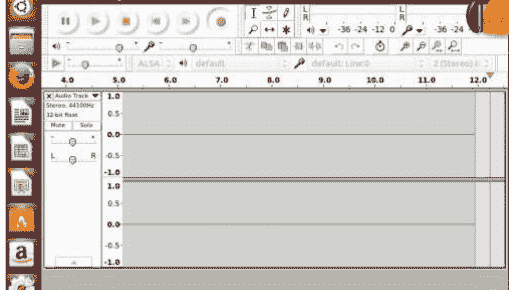 L
R
-36 -24 -12 0
L
R
-36 -24
ALSA
default
default: Line:0
2 (Stereo) I
4.0 5.0 6.0 7.0 8.0 9.0 10.0 11.0 12.0
Audio Track
Stereo, 44100Hz
32-bit float
Mute Solo
- +
L R
1.0
0.5
0.0
-0.5
-1.0
1.0
0.5
0.0
-0.5
-1.0